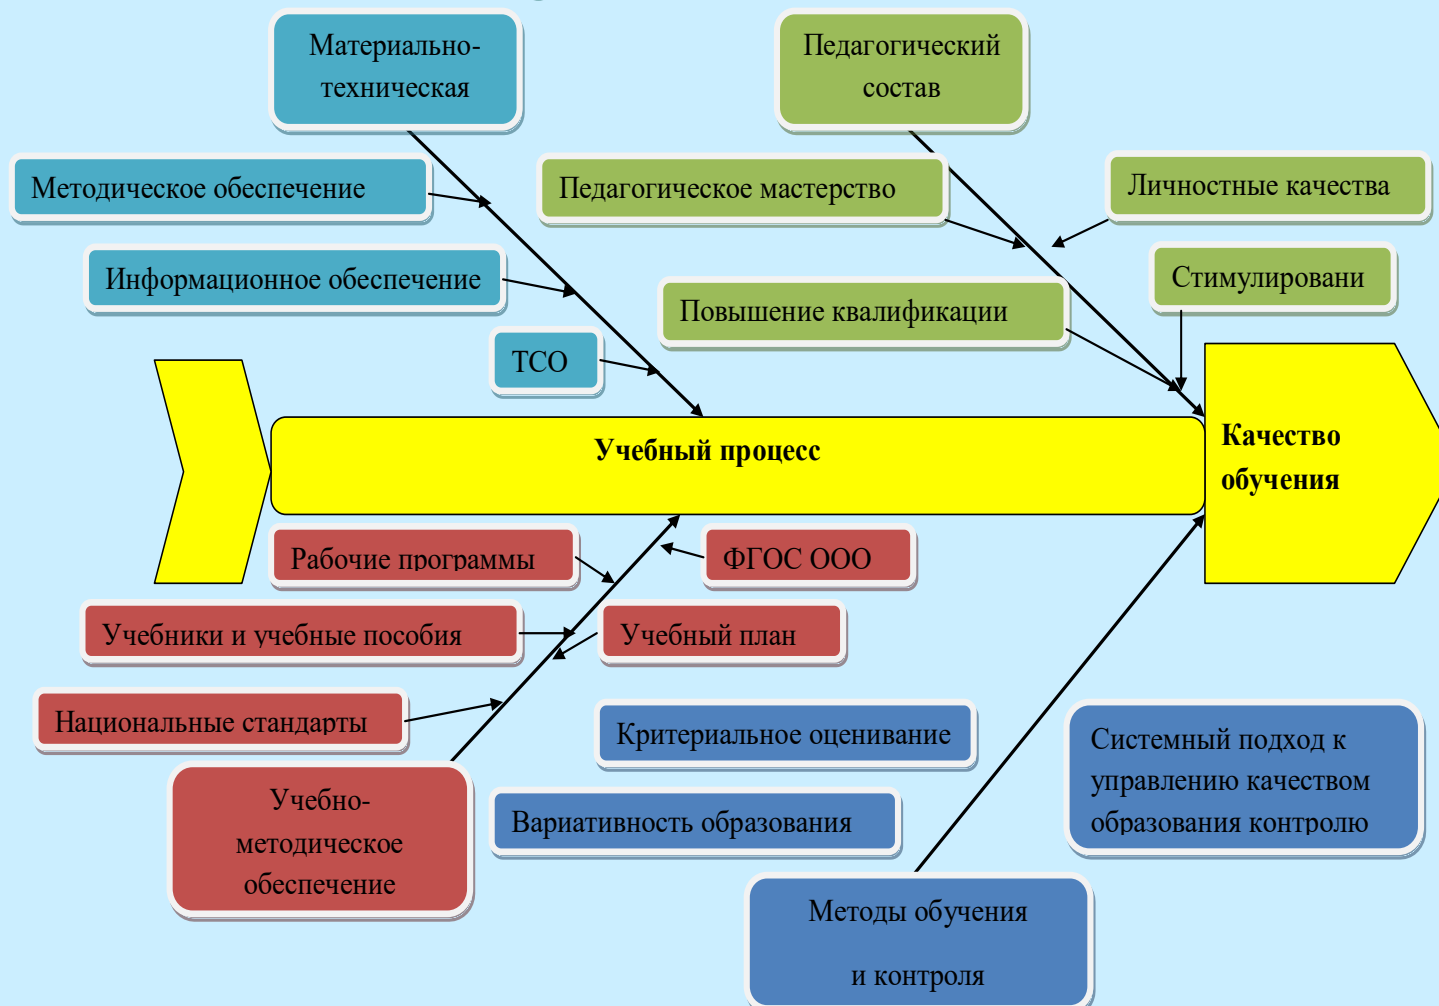 Материально-
техническая
Педагогический
состав
Методическое обеспечение
Педагогическое мастерство
Личностные качества
Информационное обеспечение
Стимулировани
Повышение квалификации
ТСО
Учебный процесс
Качество
обучения
Рабочие программы
ФГОС ООО
Учебники и учебные пособия
Учебный план
Национальные стандарты
Критериальное оценивание
Системный подход к
управлению качеством
образования контролю
Учебно-
методическое
обеспечение
Вариативность образования
Методы обучения
и контроля